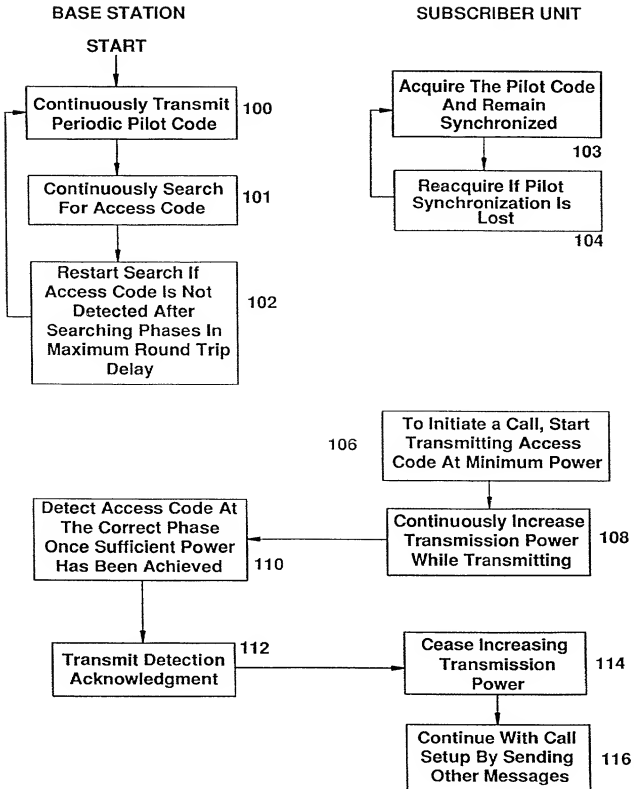 BASE STATION
SUBSCRIBER UNIT
START
Continuously Transmit
Periodic Pilot Code
100
Continuously Search
For Access Code
101
Restart Search If
Access Code Is Not
Detected After
Searching Phases In
Maximum Round Trip
Delay
102
Acquire The Pilot Code
And Remain
Synchronized
103
Reacquire If Pilot
Synchronization Is
Lost
104
106
To Initiate a Call, Start
Transmitting Access
Code At Minimum Power
Continuously Increase
Transmission Power
While Transmitting
108
Detect Access Code At
The Correct Phase
Once Sufficient Power
Has Been Achieved
110
112
Transmit Detection
Acknowledgment
Cease Increasing
Transmission
Power
114
Continue With Call
Setup By Sending
Other Messages
116